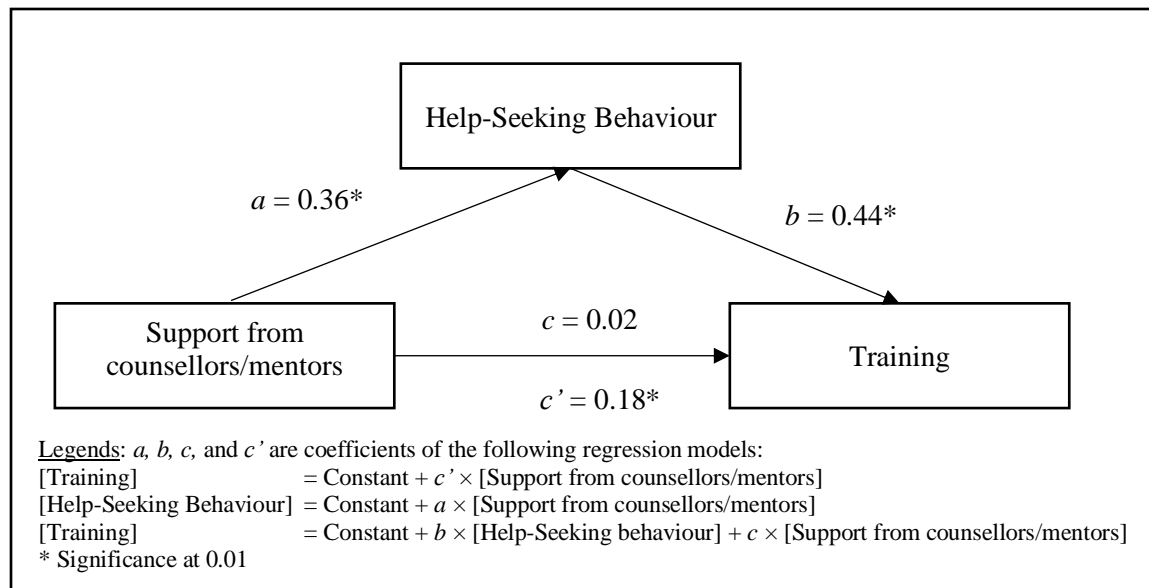 Help-Seeking Behaviour
a = 0.36*
b = 0.44*
Support from
counsellors/mentors
c = 0.02
c’ = 0.18*
Training
Legends: a, b, c, and c’ are coefficients of the following regression models:
[Training] = Constant + c’ × [Support from counsellors/mentors]
[Help-Seeking Behaviour] = Constant + a × [Support from counsellors/mentors]
[Training] = Constant + b × [Help-Seeking behaviour] + c × [Support from counsellors/mentors]
* Significance at 0.01